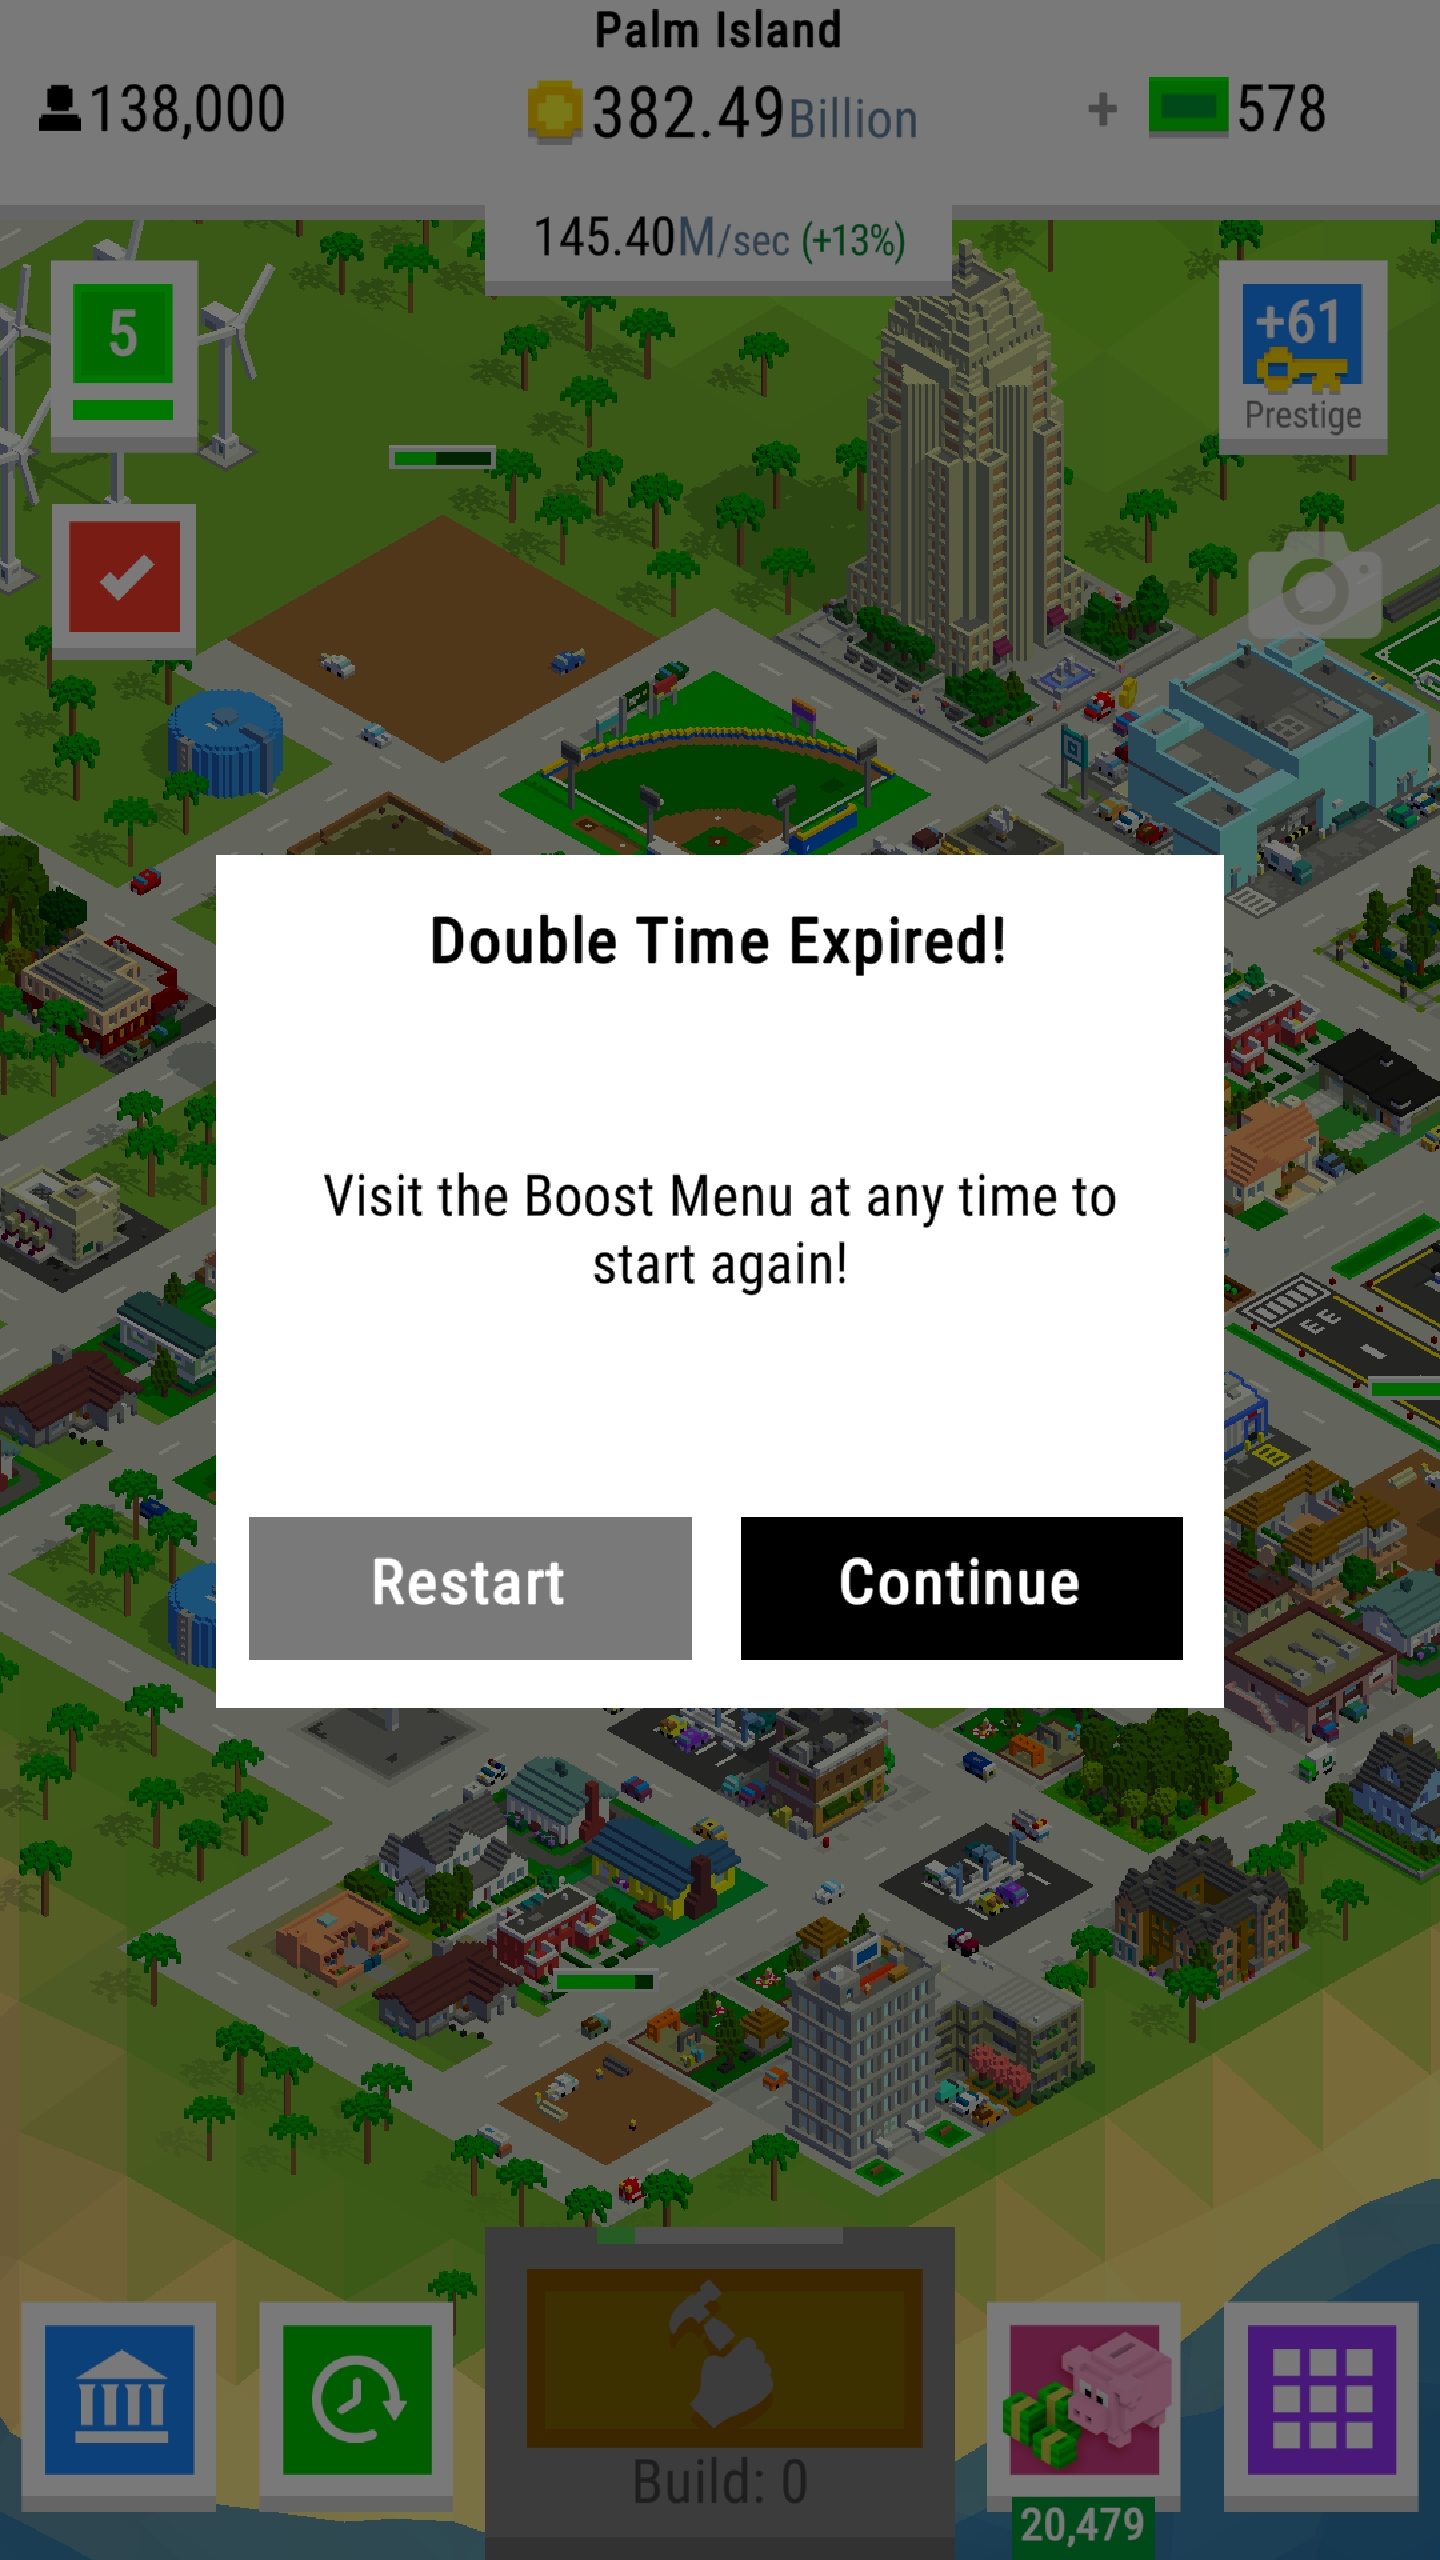 Palm Island
138,000
382.49Billion
+ 578
145.40M/sec (+13%)
5
+61
Prestige
Double Time Expired!
Visit the Boost Menu at any time to
start again!
Restart
Continue
Build: 0
20,479